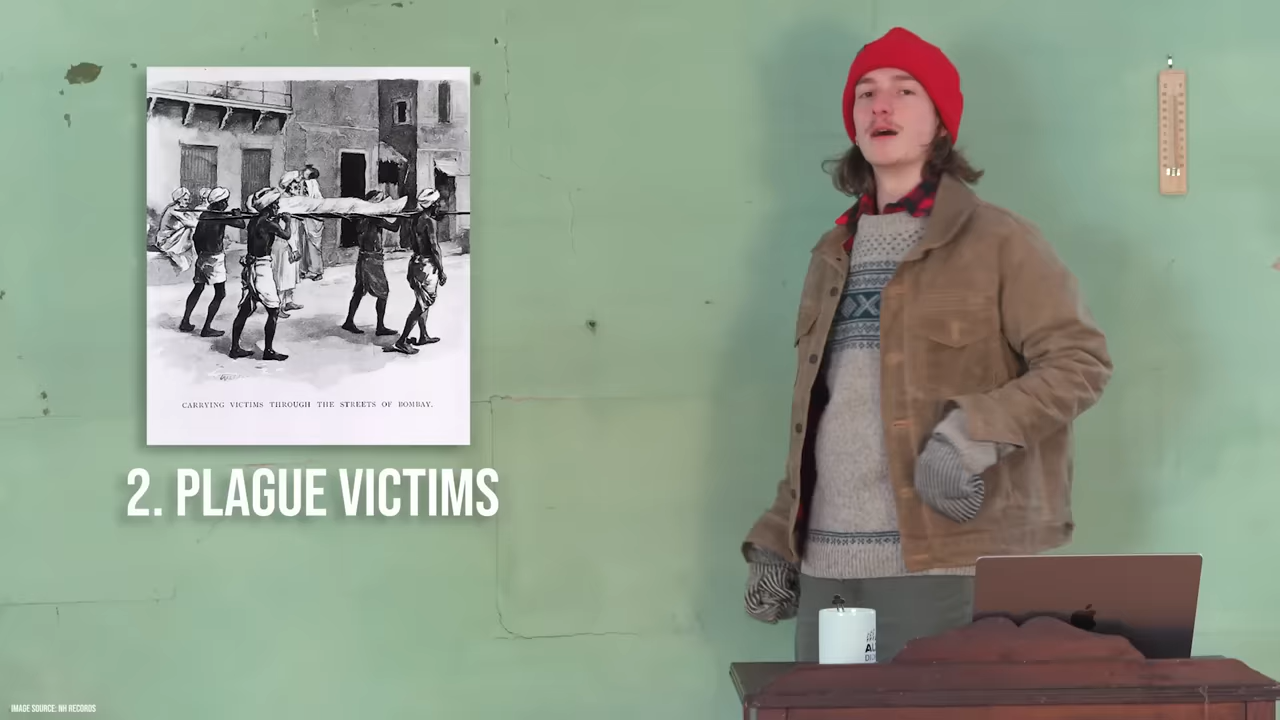 CARRYING VICTIMS THROUGH THE STREETS OF BOMBAY.
2. PLAGUE VICTIMS
IMAGE SOURCE: NH RECORDS